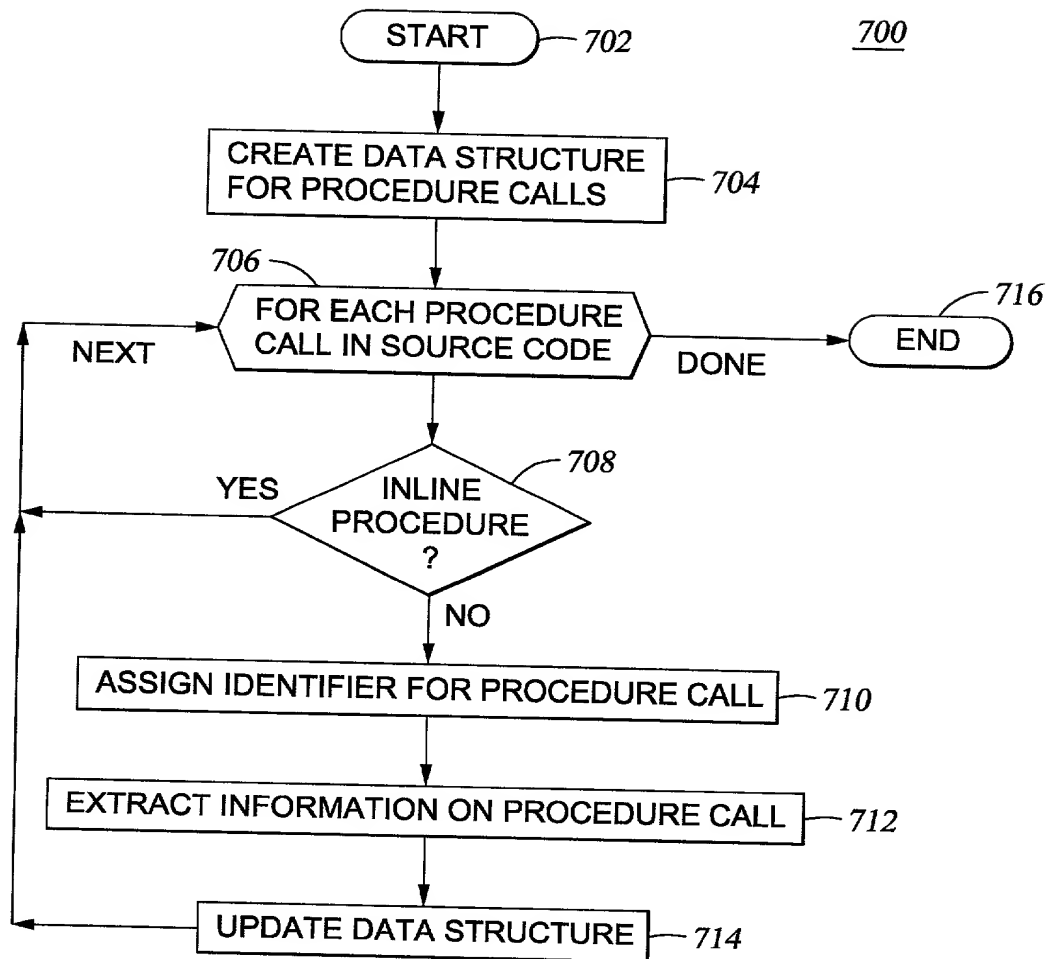 START
702
700
CREATE DATA STRUCTURE
FOR PROCEDURE CALLS
704
706
FOR EACH PROCEDURE
CALL IN SOURCE CODE
716
END
NEXT
DONE
708
YES
INLINE
PROCEDURE
?
NO
ASSIGN IDENTIFIER FOR PROCEDURE CALL
710
EXTRACT INFORMATION ON PROCEDURE CALL
712
UPDATE DATA STRUCTURE
714